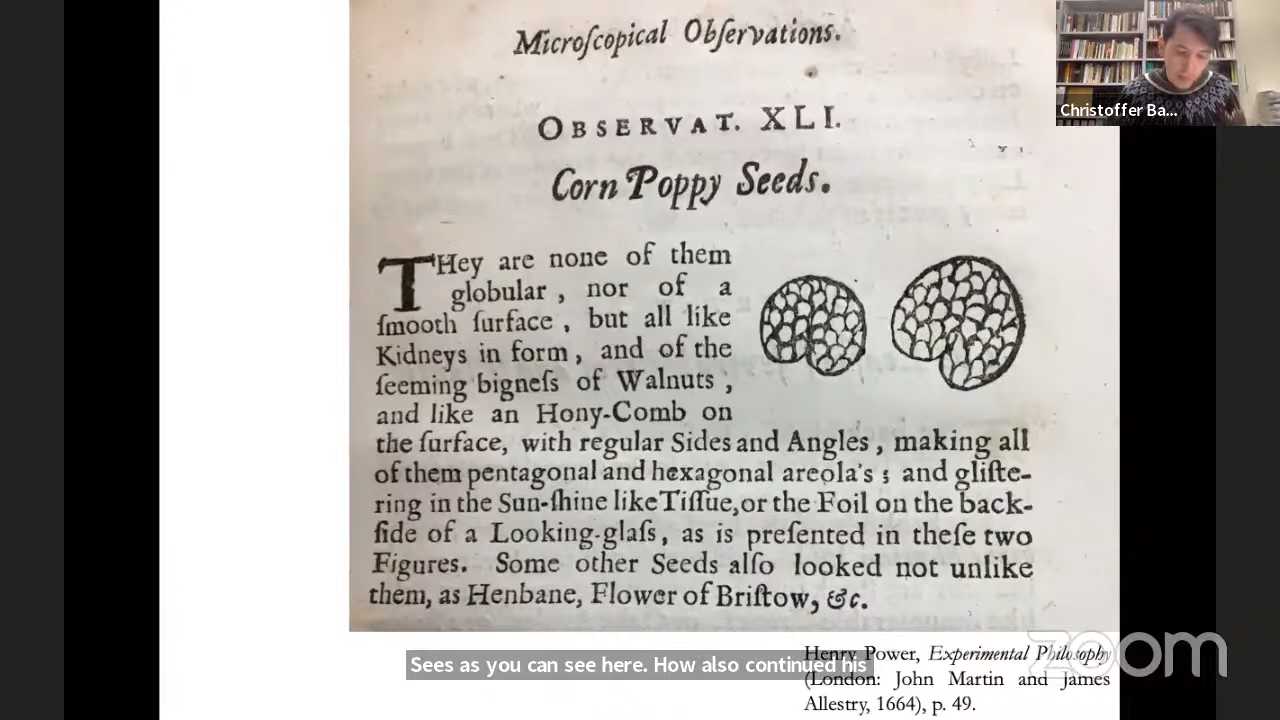 Microſcopical Obſervations.
OBSERVAT. XLI.
Corn Poppy Seeds.
THey are none of them
globular, nor of a
ſmooth ſurface, but all like
Kidneys in form, and of the
ſeeming bigneſs of Walnuts,
and like an Hony-Comb on
the ſurface, with regular Sides and Angles, making all
of them pentagonal and hexagonal areola's; and gliſte-
ring in the Sun-ſhine like Tiſſue, or the Foil on the back-
ſide of a Looking-glaſs, as is preſented in theſe two
Figures. Some other Seeds alſo looked not unlike
them, as Henbane, Flower of Briſtow, &c.
Christoffer Ba...
Sees as you can see here. How also continued his
Henry Power, Experimental Philosophy
(London: John Martin and James
Allestry, 1664), p. 49.
zoom